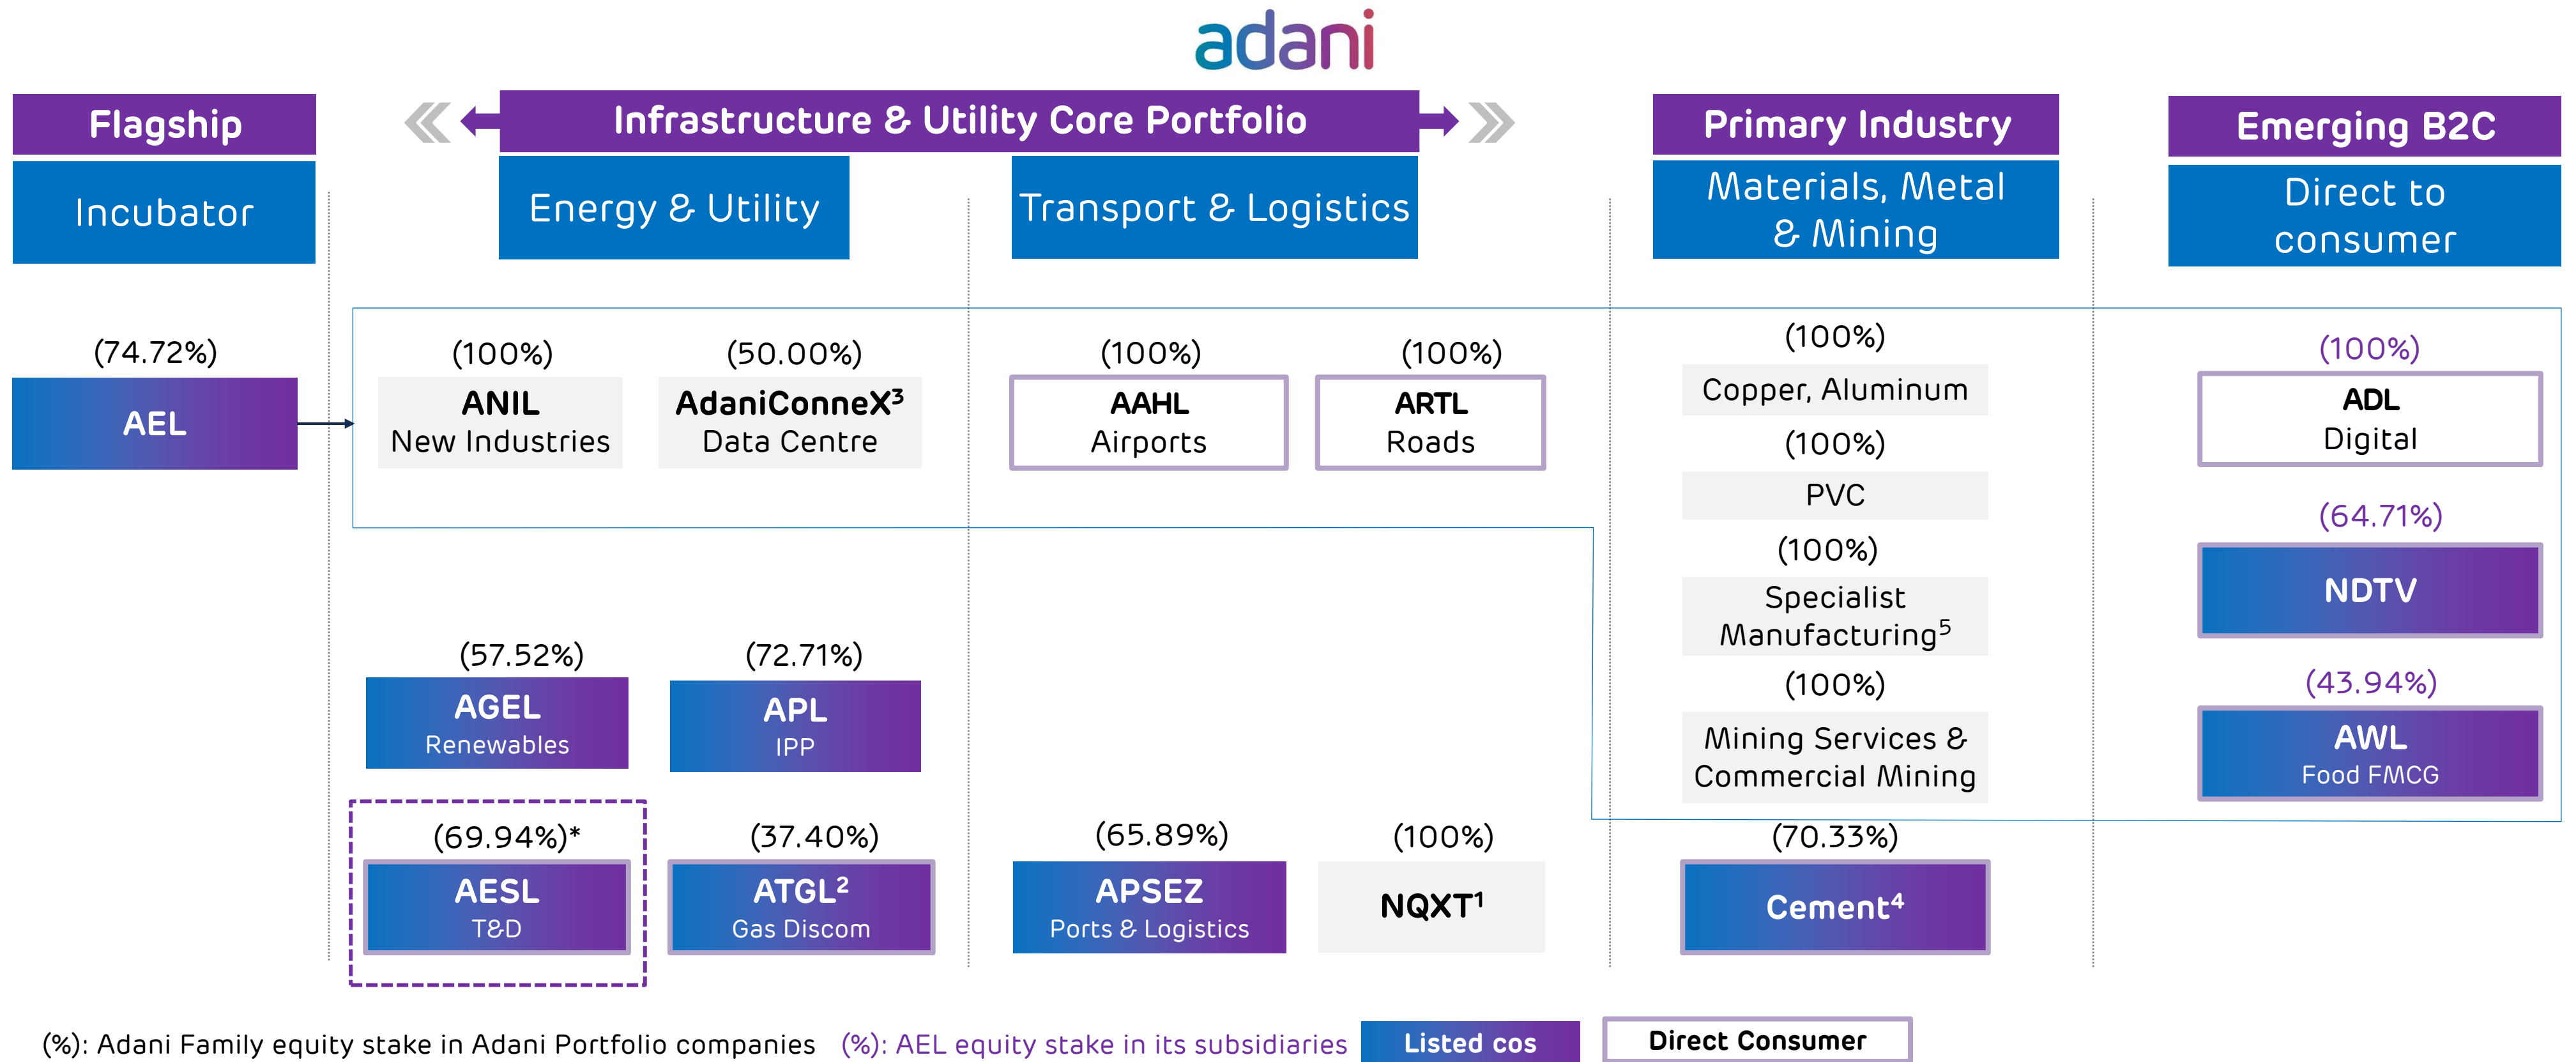 adani
Flagship
Infrastructure & Utility Core Portfolio
Primary Industry
Emerging B2C
Incubator
Energy & Utility
Transport & Logistics
Materials, Metal
& Mining
Direct to
consumer
(74.72%)
AEL
(100%)
ANIL
New Industries
(50.00%)
AdaniConneX³
Data Centre
(100%)
AAHL
Airports
(100%)
ARTL
Roads
(100%)
Copper, Aluminum
(100%)
PVC
(100%)
Specialist
Manufacturing⁵
(100%)
Mining Services &
Commercial Mining
(100%)
ADL
Digital
(64.71%)
NDTV
(43.94%)
AWL
Food FMCG
(57.52%)
AGEL
Renewables
(72.71%)
APL
IPP
(69.94%)*
AESL
T&D
(37.40%)
ATGL²
Gas Discom
(65.89%)
APSEZ
Ports & Logistics
(100%)
NQXT¹
(70.33%)
Cement⁴
(%): Adani Family equity stake in Adani Portfolio companies
(%): AEL equity stake in its subsidiaries
Listed cos
Direct Consumer